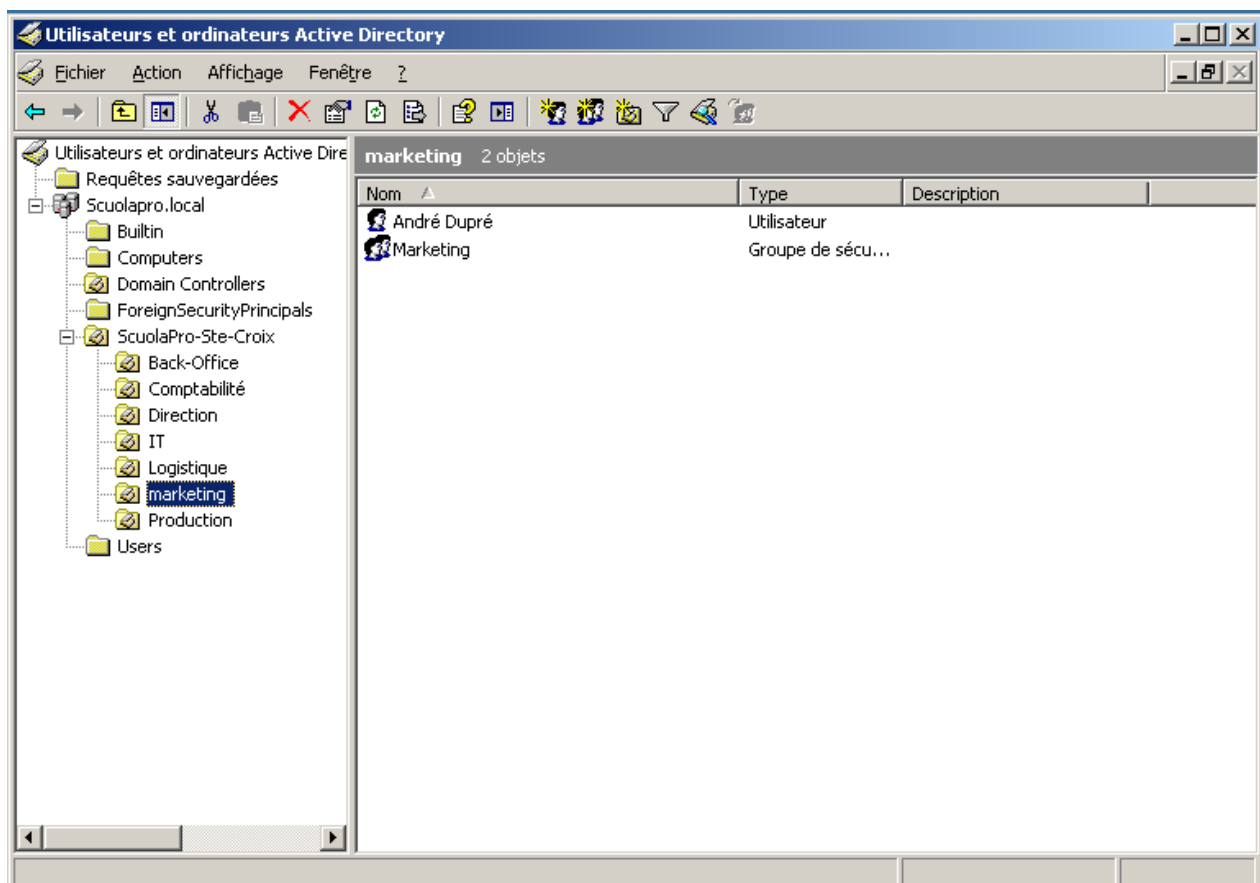 Utilisateurs et ordinateurs Active Directory
Fichier Action Affichage Fenêtre ?
Utilisateurs et ordinateurs Active Dire
Requêtes sauvegardées
Scuolapro.local
Builtin
Computers
Domain Controllers
ForeignSecurityPrincipals
ScuolaPro-Ste-Croix
Back-Office
Comptabilité
Direction
IT
Logistique
marketing
Production
Users
marketing 2 objets
Nom Type Description
André Dupré Utilisateur
Marketing Groupe de sécu...